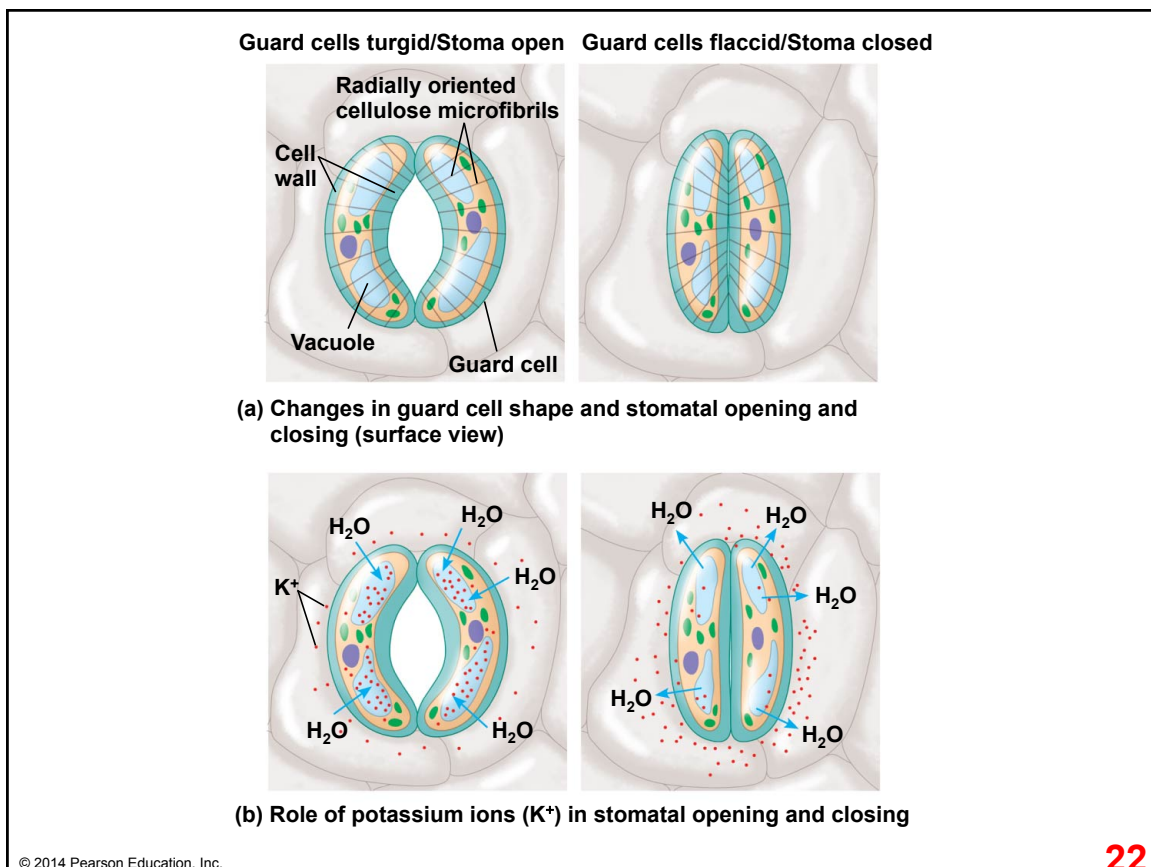 Guard cells turgid/Stoma open Guard cells flaccid/Stoma closed
Radially oriented
cellulose microfibrils
Cell
wall
Vacuole
Guard cell
(a) Changes in guard cell shape and stomatal opening and
closing (surface view)
H₂O
H₂O
H₂O
K⁺
H₂O
H₂O
H₂O
H₂O
H₂O
H₂O
H₂O
(b) Role of potassium ions (K⁺) in stomatal opening and closing
© 2014 Pearson Education, Inc.
22